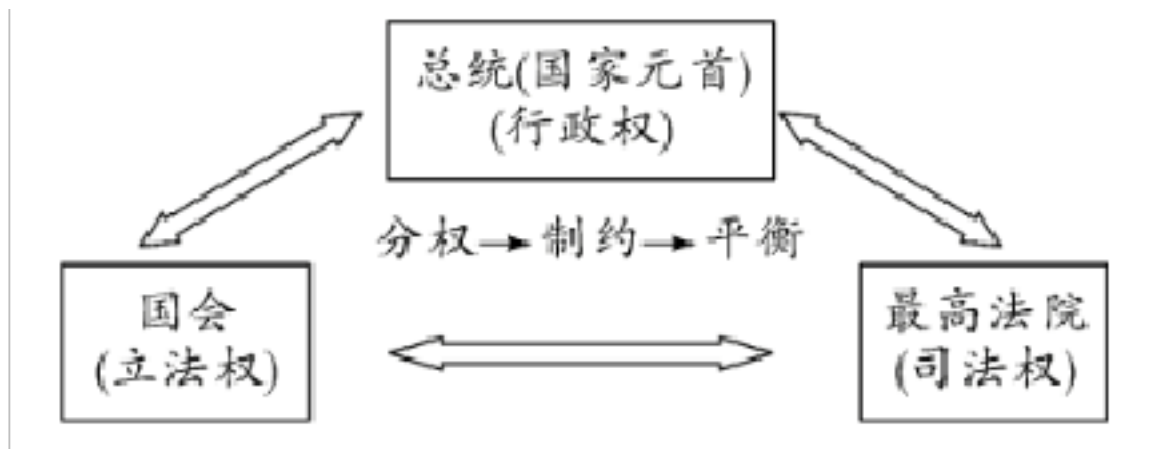 总统(国家元首)
(行政权)
分权→制约→平衡
国会
(立法权)
最高法院
(司法权)